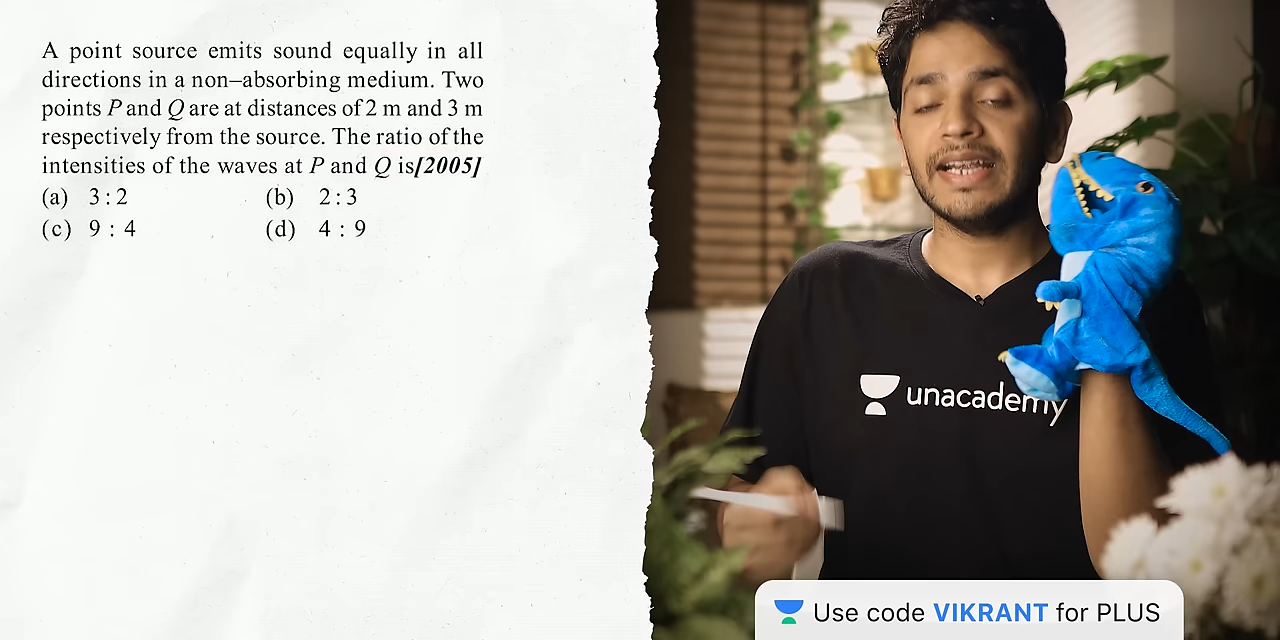 A point source emits sound equally in all
directions in a non–absorbing medium. Two
points P and Q are at distances of 2 m and 3 m
respectively from the source. The ratio of the
intensities of the waves at P and Q is[2005]
(a) 3 : 2 (b) 2 : 3
(c) 9 : 4 (d) 4 : 9
unacademy
Use code VIKRANT for PLUS